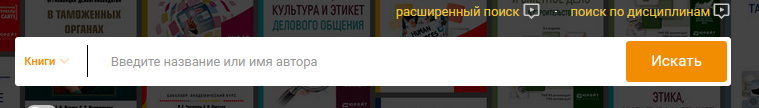 В ТАМОЖЕННЫХ
ОРГАНАХ
КУЛЬТУРА И ЭТИКЕТ
ДЕЛОВОГО ОБЩЕНИЯ
расширенный поиск · поиск по дисциплинам
Книги Введите название или имя автора Искать
ЭТИКА,